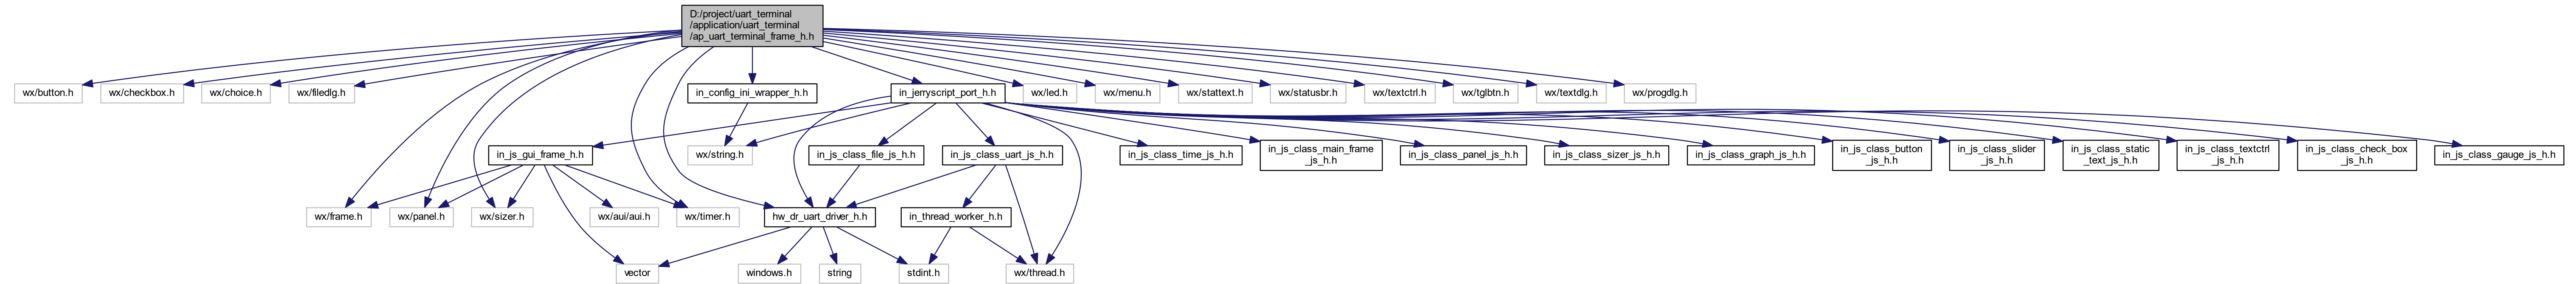 D:/project/uart_terminal
/application/uart_terminal
/ap_uart_terminal_frame_h.h
wx/button.h
wx/checkbox.h
wx/choice.h
wx/filedlg.h
in_config_ini_wrapper_h.h
in_jerryscript_port_h.h
wx/led.h
wx/menu.h
wx/stattext.h
wx/statusbr.h
wx/textctrl.h
wx/tglbtn.h
wx/textdlg.h
wx/progdlg.h
in_js_gui_frame_h.h
wx/string.h
in_js_class_file_js_h.h
in_js_class_uart_js_h.h
in_js_class_time_js_h.h
in_js_class_main_frame
_js_h.h
in_js_class_panel_js_h.h
in_js_class_sizer_js_h.h
in_js_class_graph_js_h.h
in_js_class_button
_js_h.h
in_js_class_slider
_js_h.h
in_js_class_static
_text_js_h.h
in_js_class_textctrl
_js_h.h
in_js_class_check_box
_js_h.h
in_js_class_gauge_js_h.h
wx/frame.h
wx/panel.h
wx/sizer.h
wx/aui/aui.h
wx/timer.h
hw_dr_uart_driver_h.h
in_thread_worker_h.h
vector
windows.h
string
stdint.h
wx/thread.h